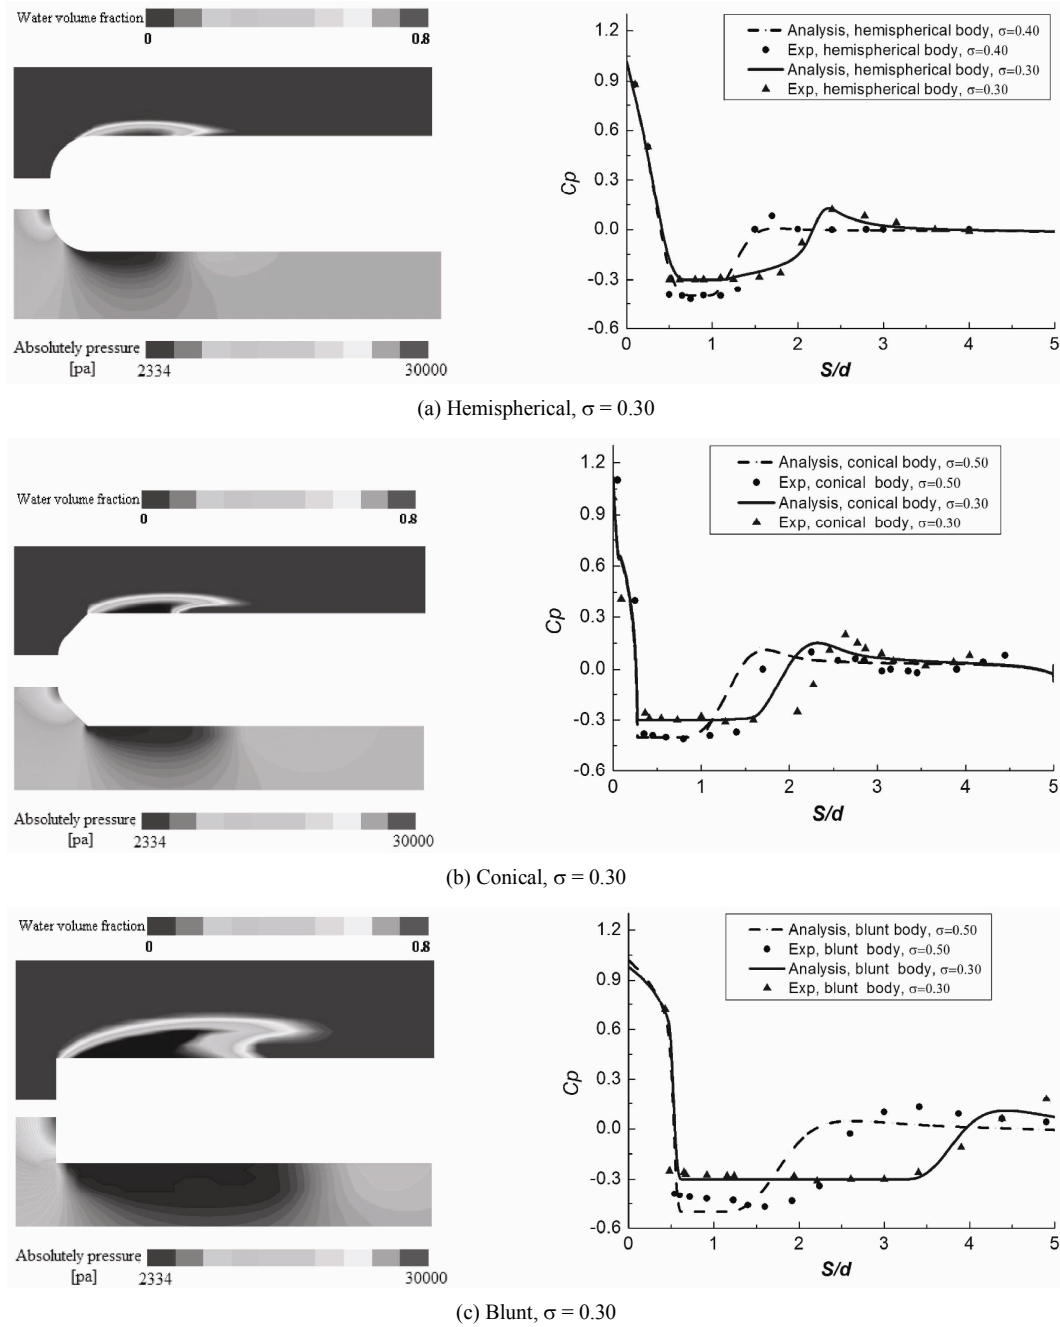 Water volume fraction
0 0.8
Absolutely pressure
[pa] 2334 30000
1.2
0.9
0.6
0.3
0.0
-0.3
-0.6
Cp
0 1 2 3 4 5
S/d
Analysis, hemispherical body, σ=0.40
Exp, hemispherical body, σ=0.40
Analysis, hemispherical body, σ=0.30
Exp, hemispherical body, σ=0.30
(a) Hemispherical, σ = 0.30
Water volume fraction
0 0.8
Absolutely pressure
[pa] 2334 30000
1.2
0.9
0.6
0.3
0.0
-0.3
-0.6
Cp
0 1 2 3 4 5
S/d
Analysis, conical body, σ=0.50
Exp, conical body, σ=0.50
Analysis, conical body, σ=0.30
Exp, conical body, σ=0.30
(b) Conical, σ = 0.30
Water volume fraction
0 0.8
Absolutely pressure
[pa] 2334 30000
1.2
0.9
0.6
0.3
0.0
-0.3
-0.6
Cp
0 1 2 3 4 5
S/d
Analysis, blunt body, σ=0.50
Exp, blunt body, σ=0.50
Analysis, blunt body, σ=0.30
Exp, blunt body, σ=0.30
(c) Blunt, σ = 0.30